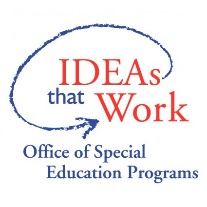 IDEAs
that Work
Office of Special
Education Programs